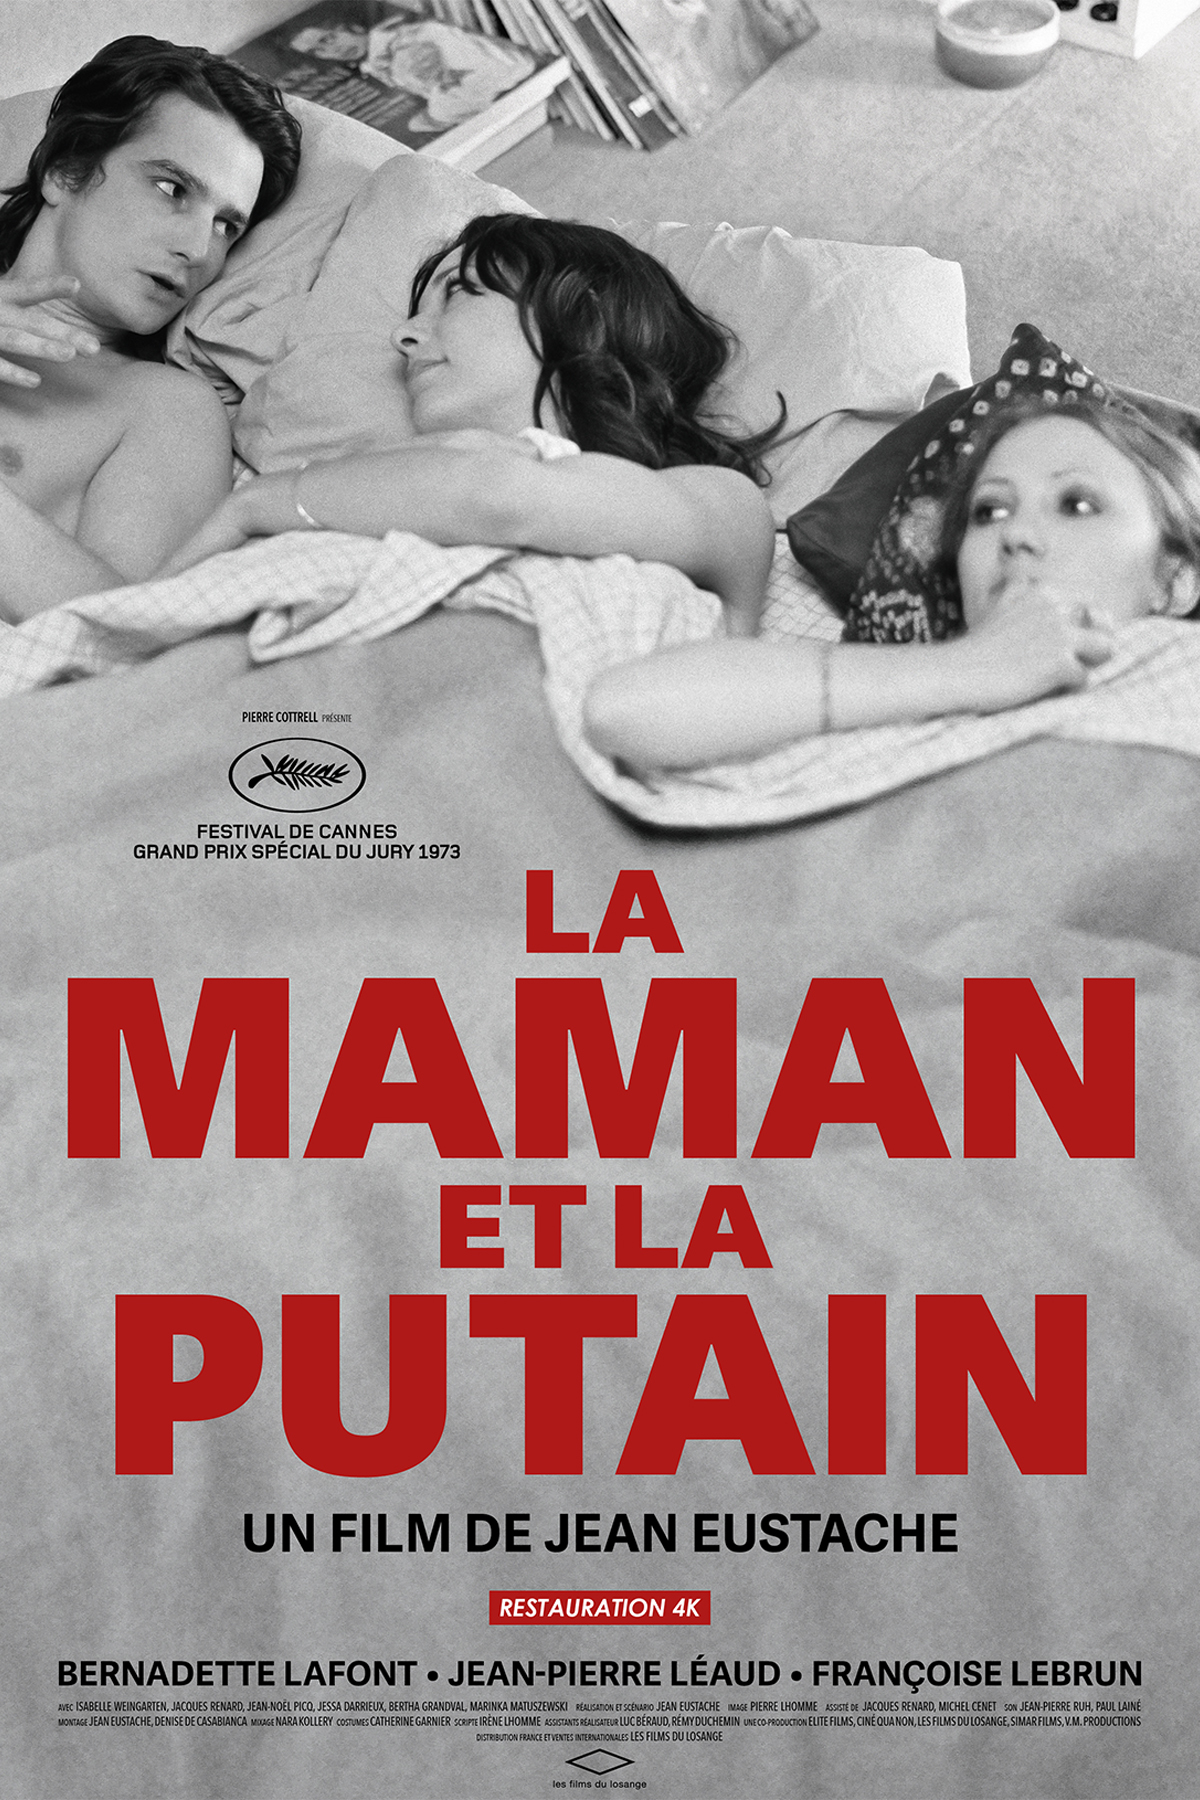 PIERRE COTTRELL PRÉSENTE
FESTIVAL DE CANNES
GRAND PRIX SPÉCIAL DU JURY 1973
LA
MAMAN
ET LA
PUTAIN
UN FILM DE JEAN EUSTACHE
RESTAURATION 4K
BERNADETTE LAFONT • JEAN-PIERRE LÉAUD • FRANÇOISE LEBRUN
AVEC ISABELLE WEINGARTEN, JACQUES RENARD, JEAN-NOËL PICQ, JESSA DARRIEUX, BERTHA GRANDVAL, MARINKA MATUSZEWSKI RÉALISATION ET SCÉNARIO JEAN EUSTACHE IMAGE PIERRE LHOMME ASSISTÉ DE JACQUES RENARD, MICHEL CENET SON JEAN-PIERRE RUH, PAUL LAINÉ
MONTAGE JEAN EUSTACHE, DENISE DE CASABIANCA MIXAGE NARA KOLLERY COSTUMES CATHERINE GARNIER SCRIPTE IRÈNE LHOMME ASSISTANTS RÉALISATEUR LUC BÉRAUD, RÉMY DUCHEMIN UNE CO-PRODUCTION ELITE FILMS, CINÉ QUA NON, LES FILMS DU LOSANGE, SIMAR FILMS, V.M. PRODUCTIONS
DISTRIBUTION FRANCE ET VENTES INTERNATIONALES LES FILMS DU LOSANGE
les films du losange